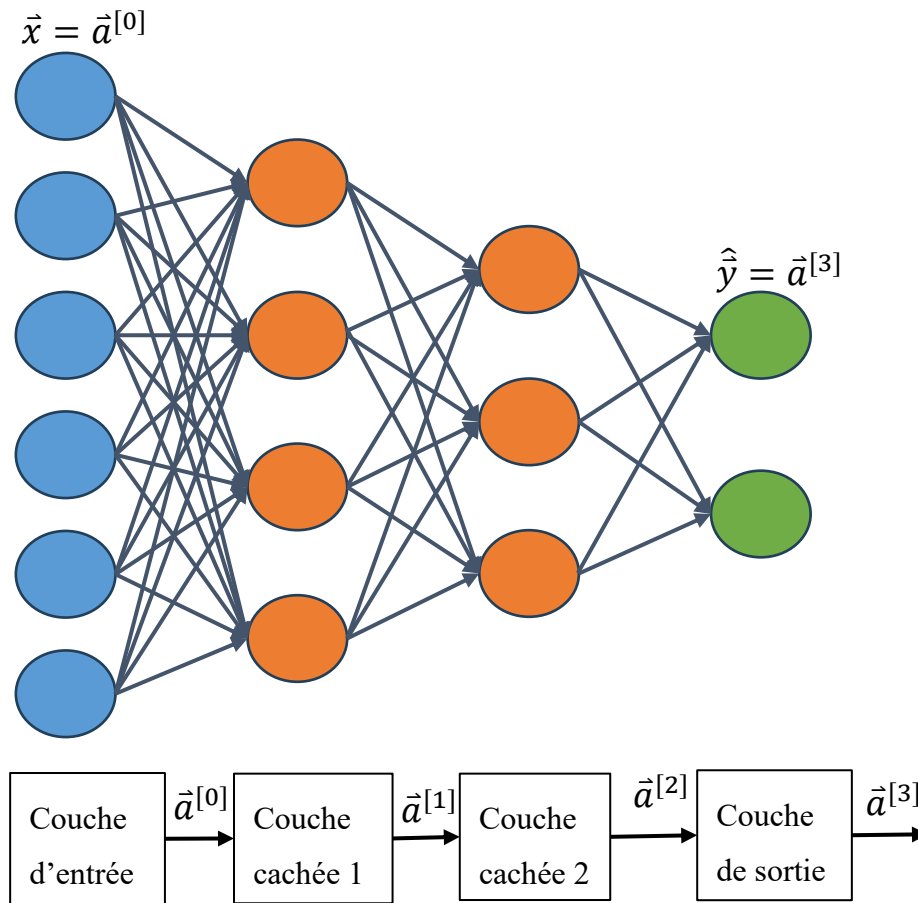 x⃗ = a⃗^[0]
ŷ⃗ = a⃗^[3]
Couche d'entrée
a⃗^[0]
Couche cachée 1
a⃗^[1]
Couche cachée 2
a⃗^[2]
Couche de sortie
a⃗^[3]